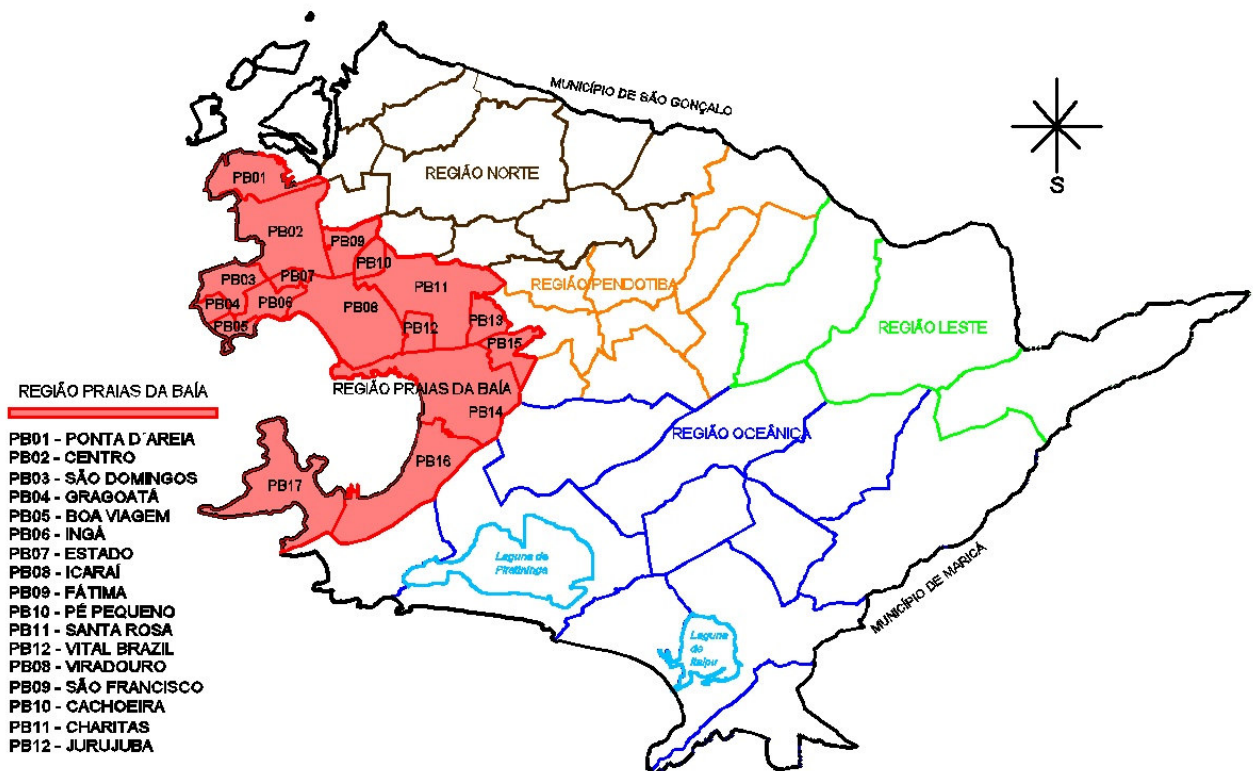 MUNICÍPIO DE SÃO GONÇALO
S
REGIÃO NORTE
PB01
PB02
PB09
PB10
PB03
PB07
PB11
REGIÃO PENDOTIBA
PB04
PB06
PB08
PB13
PB05
PB12
REGIÃO LESTE
PB15
REGIÃO PRAIAS DA BAÍA
PB14
REGIÃO OCEÂNICA
PB16
PB17
Laguna de
Piratininga
MUNICÍPIO DE MARICÁ
Laguna
de
Itaipu
REGIÃO PRAIAS DA BAÍA
PB01 - PONTA D´AREIA
PB02 - CENTRO
PB03 - SÃO DOMINGOS
PB04 - GRAGOATÁ
PB05 - BOA VIAGEM
PB06 - INGÁ
PB07 - ESTADO
PB08 - ICARAÍ
PB09 - FÁTIMA
PB10 - PÉ PEQUENO
PB11 - SANTA ROSA
PB12 - VITAL BRAZIL
PB08 - VIRADOURO
PB09 - SÃO FRANCISCO
PB10 - CACHOEIRA
PB11 - CHARITAS
PB12 - JURUJUBA